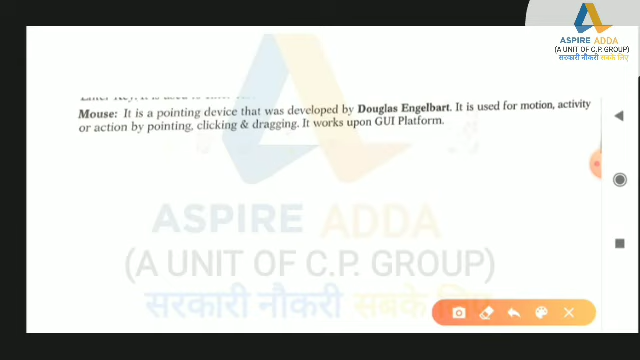 ASPIRE ADDA
(A UNIT OF C.P. GROUP)
सरकारी नौकरी सबके लिए
Mouse: It is a pointing device that was developed by Douglas Engelbart. It is used for motion, activity
or action by pointing, clicking & dragging. It works upon GUI Platform.
ASPIRE ADDA
(A UNIT OF C.P. GROUP)
सरकारी नौकरी सबके लिए